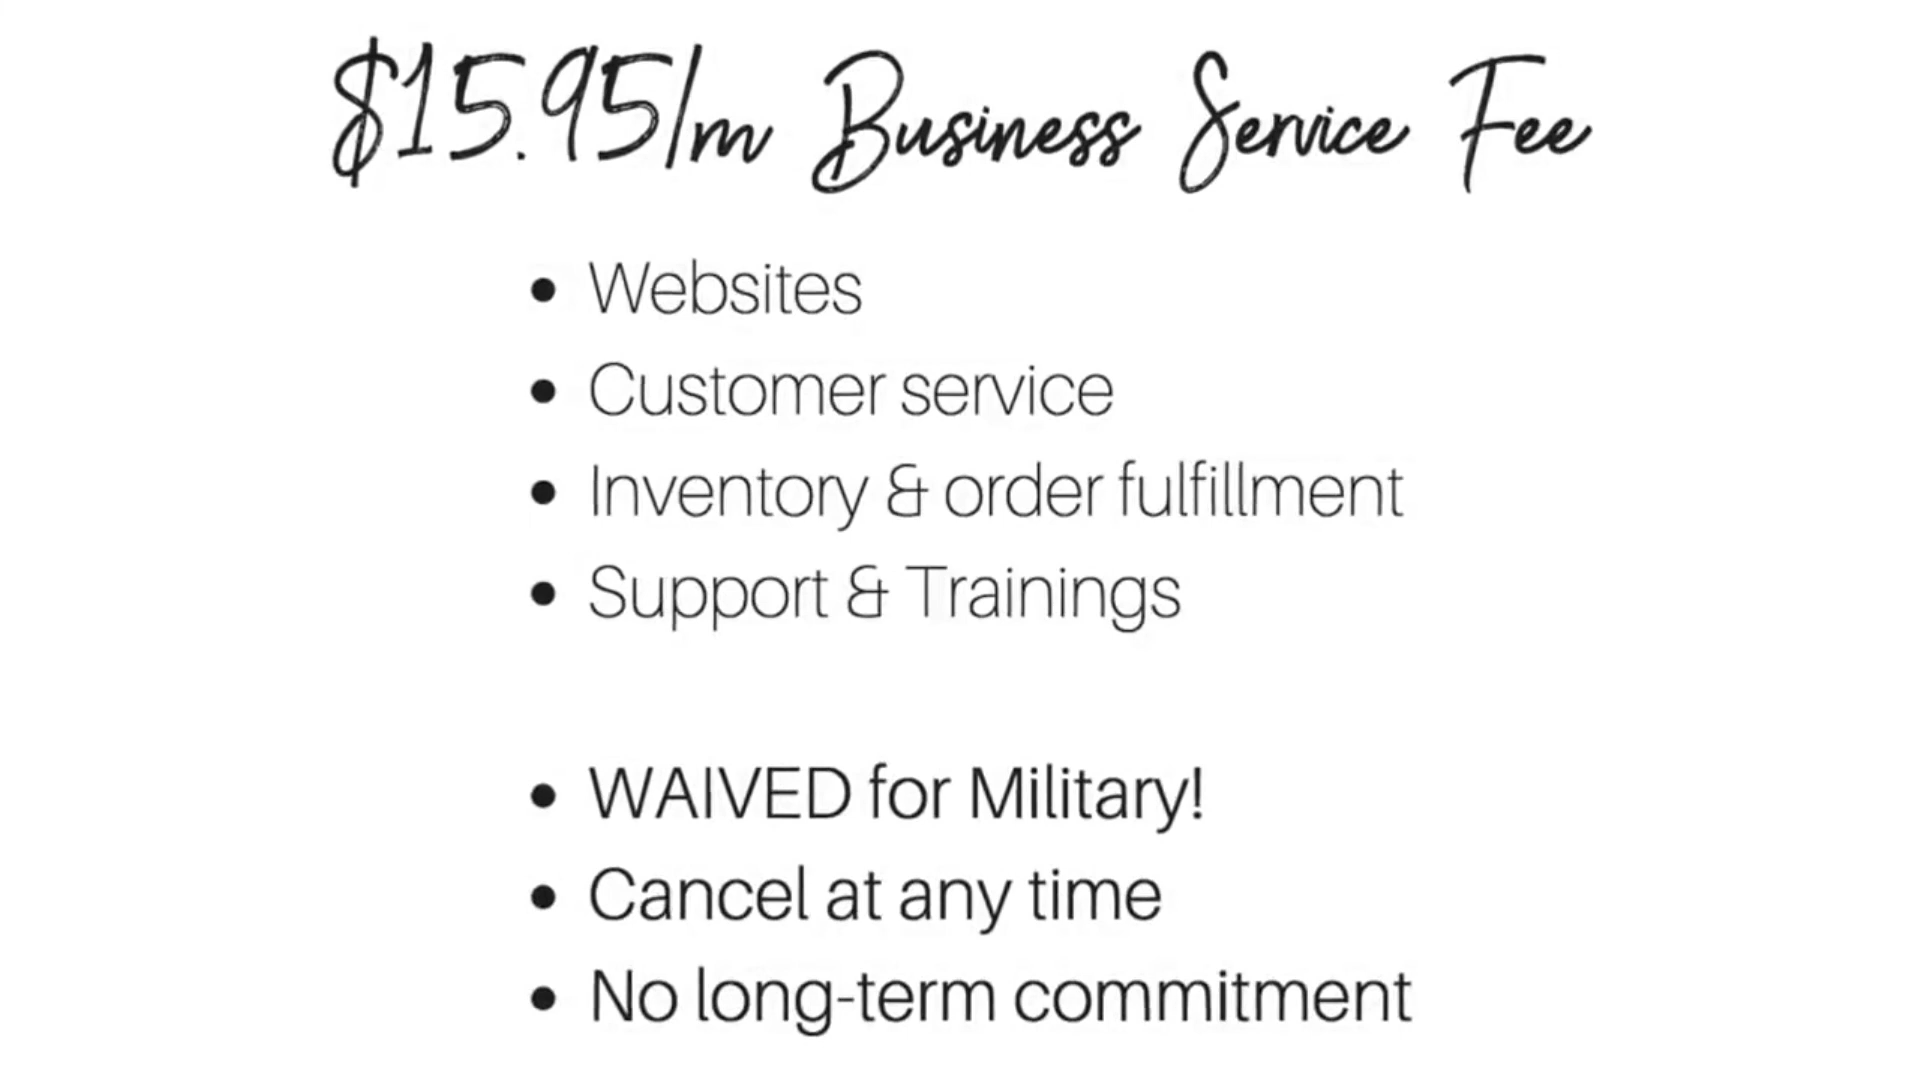 $15.95/m Business Service Fee
• Websites
• Customer service
• Inventory & order fulfillment
• Support & Trainings
• WAIVED for Military!
• Cancel at any time
• No long-term commitment